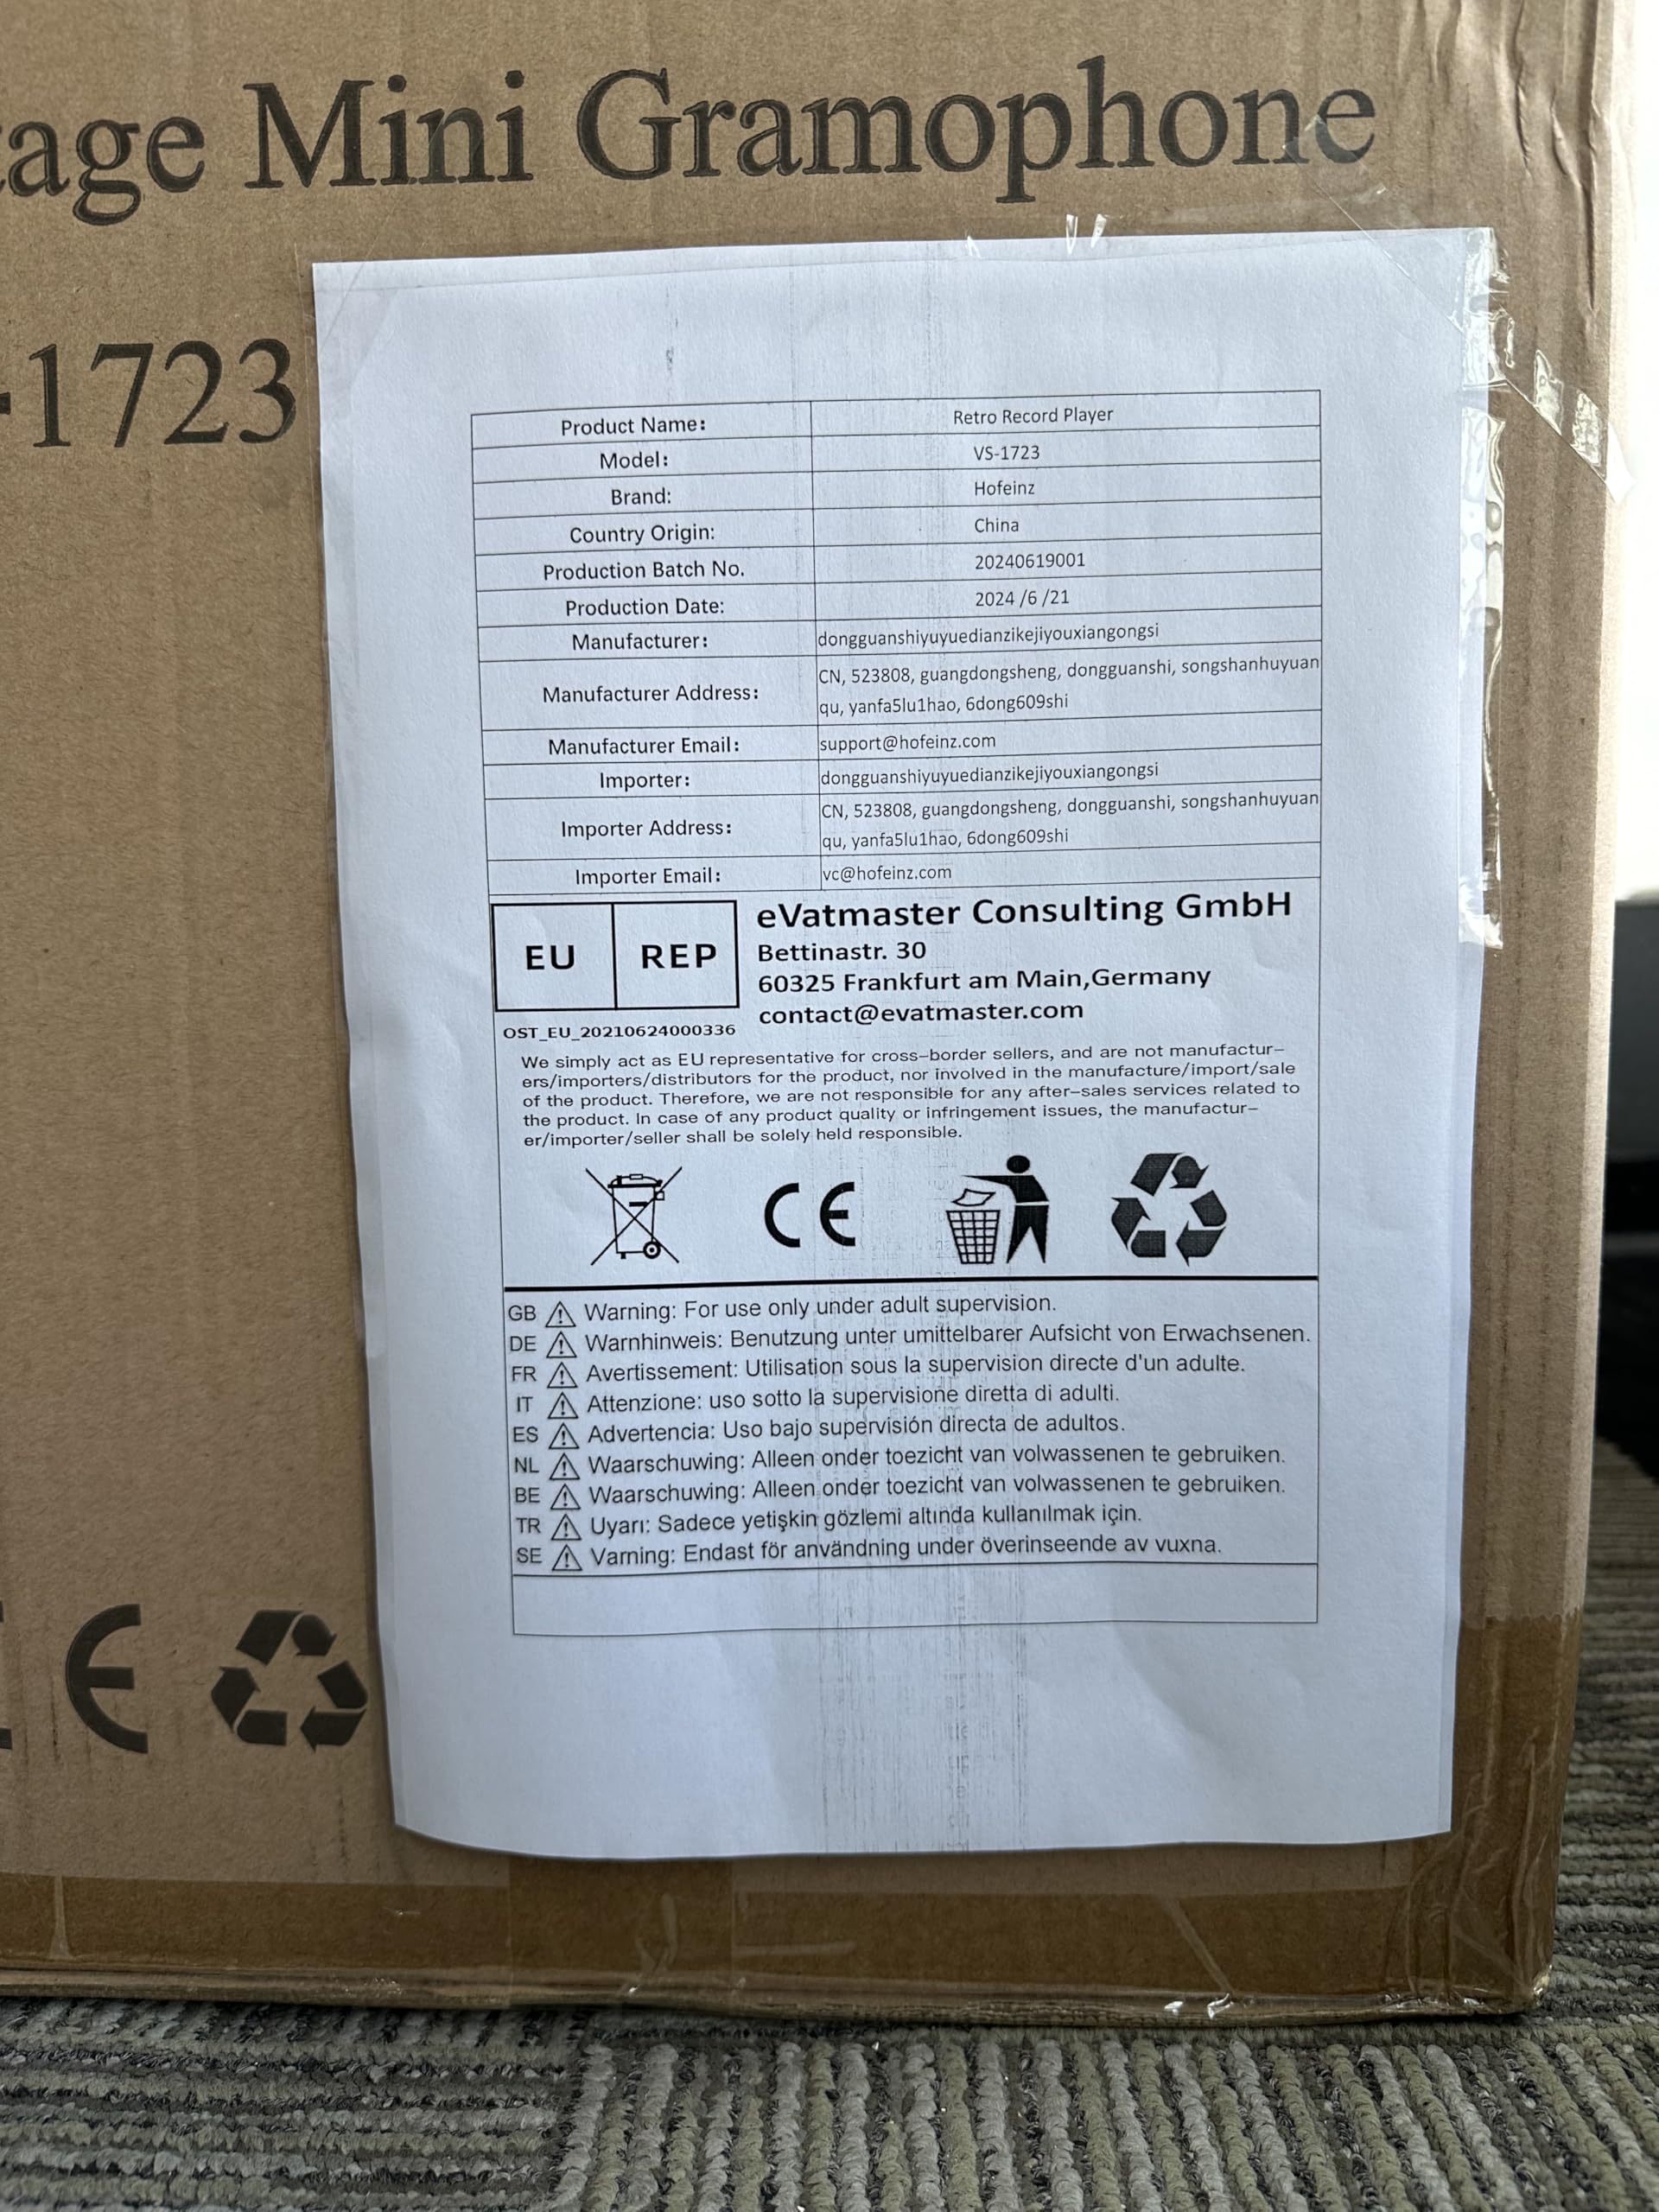 age Mini Gramophone
-1723
Product Name: Retro Record Player
Model: VS-1723
Brand: Hofeinz
Country Origin: China
Production Batch No. 20240619001
Production Date: 2024 /6 /21
Manufacturer: dongguanshiyuyuedianzikejiyouxiangongsi
Manufacturer Address: CN, 523808, guangdongsheng, dongguanshi, songshanhuyuan
qu, yanfa5lu1hao, 6dong609shi
Manufacturer Email: support@hofeinz.com
Importer: dongguanshiyuyuedianzikejiyouxiangongsi
Importer Address: CN, 523808, guangdongsheng, dongguanshi, songshanhuyuan
qu, yanfa5lu1hao, 6dong609shi
Importer Email: vc@hofeinz.com
EU REP
OST_EU_20210624000336
eVatmaster Consulting GmbH
Bettinastr. 30
60325 Frankfurt am Main,Germany
contact@evatmaster.com
We simply act as EU representative for cross-border sellers, and are not manufactur-
ers/importers/distributors for the product, nor involved in the manufacture/import/sale
of the product. Therefore, we are not responsible for any after-sales services related to
the product. In case of any product quality or infringement issues, the manufactur-
er/importer/seller shall be solely held responsible.
CE
GB Warning: For use only under adult supervision.
DE Warnhinweis: Benutzung unter umittelbarer Aufsicht von Erwachsenen.
FR Avertissement: Utilisation sous la supervision directe d'un adulte.
IT Attenzione: uso sotto la supervisione diretta di adulti.
ES Advertencia: Uso bajo supervisión directa de adultos.
NL Waarschuwing: Alleen onder toezicht van volwassenen te gebruiken.
BE Waarschuwing: Alleen onder toezicht van volwassenen te gebruiken.
TR Uyarı: Sadece yetişkin gözlemi altında kullanılmak için.
SE Varning: Endast för användning under överinseende av vuxna.
E